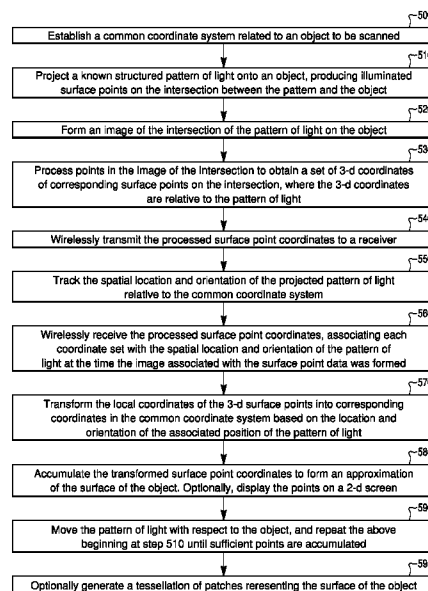 50
Establish a common coordinate system related to an object to be scanned
51
Project a known structured pattern of light onto an object, producing illuminated
surface points on the intersection between the pattern and the object
52
Form an image of the intersection of the pattern of light on the object
53
Process points in the image of the intersection to obtain a set of 3-d coordinates
of corresponding surface points on the intersection, where the 3-d coordinates
are relative to the pattern of light
54
Wirelessly transmit the processed surface point coordinates to a receiver
55
Track the spatial location and orientation of the projected pattern of light
relative to the common coordinate system
56
Wirelessly receive the processed surface point coordinates, associating each
coordinate set with the spatial location and orientation of the pattern of
light at the time the image associated with the surface point data was formed
57
Transform the local coordinates of the 3-d surface points into corresponding
coordinates in the common coordinate system based on the location and
orientation of the associated position of the pattern of light
58
Accumulate the transformed surface point coordinates to form an approximation
of the surface of the object. Optionally, display the points on a 2-d screen
59
Move the pattern of light with respect to the object, and repeat the above
beginning at step 510 until sufficient points are accumulated
59
Optionally generate a tessellation of patches reresenting the surface of the object